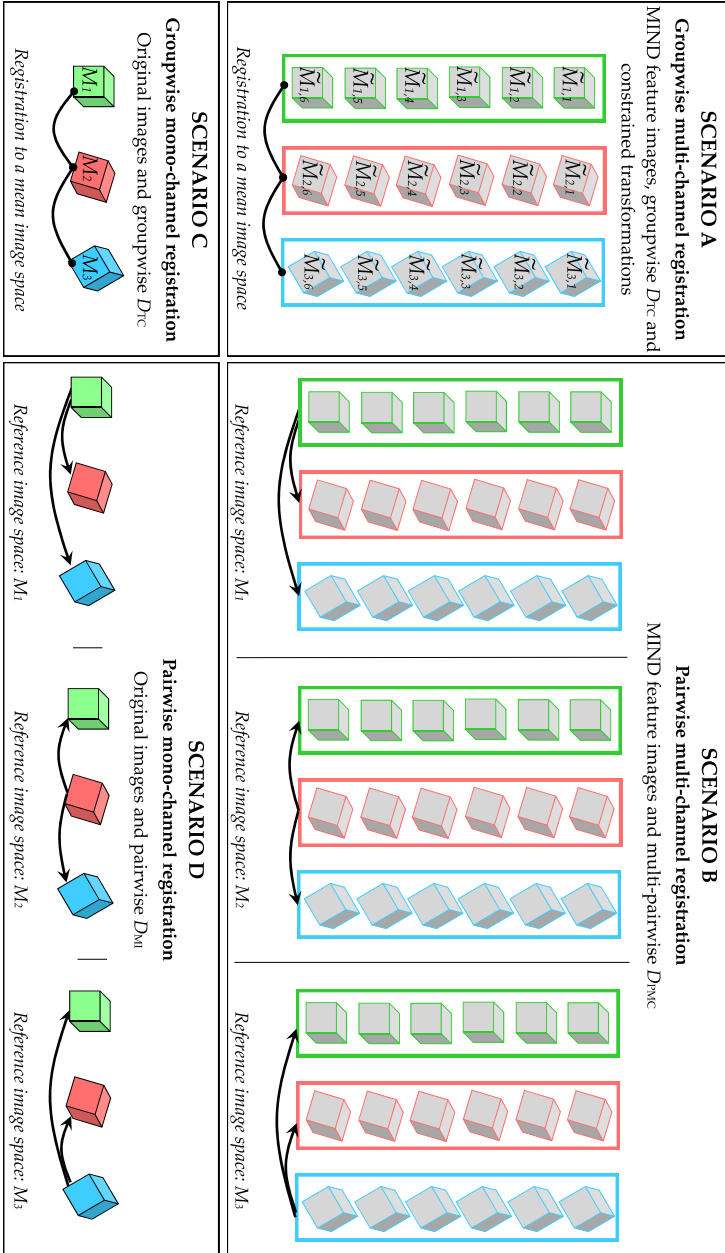 SCENARIO A
Groupwise multi-channel registration
MIND feature images, groupwise D_TC and
constrained transformations
M̃1,1
M̃1,2
M̃1,3
M̃1,4
M̃1,5
M̃1,6
M̃2,1
M̃2,2
M̃2,3
M̃2,4
M̃2,5
M̃2,6
M̃3,1
M̃3,2
M̃3,3
M̃3,4
M̃3,5
M̃3,6
Registration to a mean image space
SCENARIO B
Pairwise multi-channel registration
MIND feature images and multi-pairwise D_PMC
Reference image space: M1
Reference image space: M2
Reference image space: M3
SCENARIO C
Groupwise mono-channel registration
Original images and groupwise D_TC
M1
M2
M3
Registration to a mean image space
SCENARIO D
Pairwise mono-channel registration
Original images and pairwise D_MI
Reference image space: M1
Reference image space: M2
Reference image space: M3